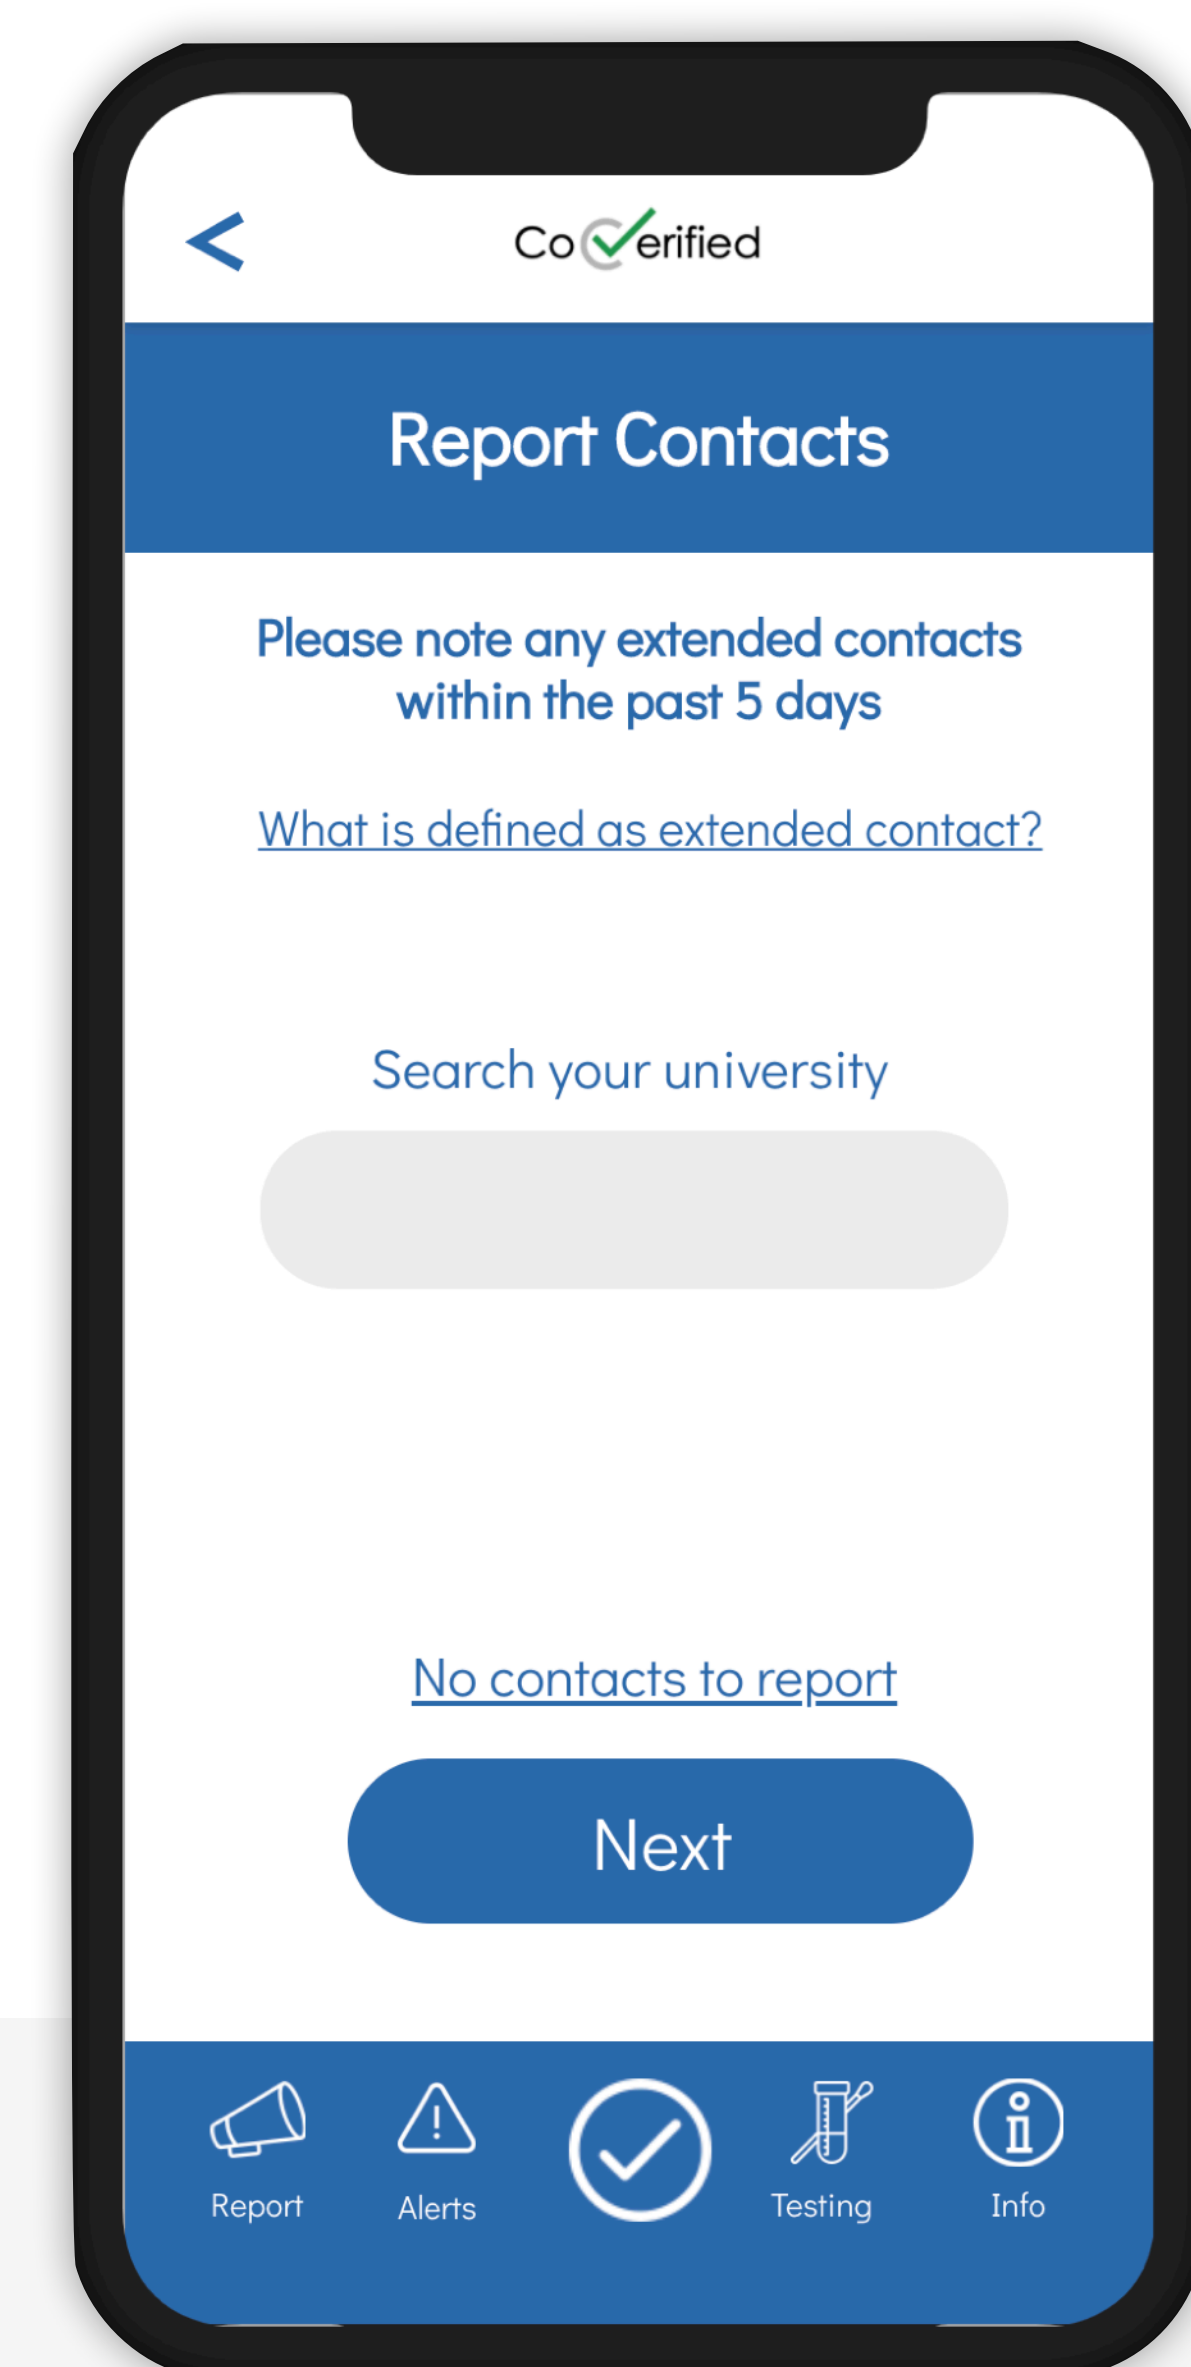 CoVerified
Report Contacts
Please note any extended contacts
within the past 5 days
What is defined as extended contact?
Search your university
No contacts to report
Next
Report
Alerts
Testing
Info